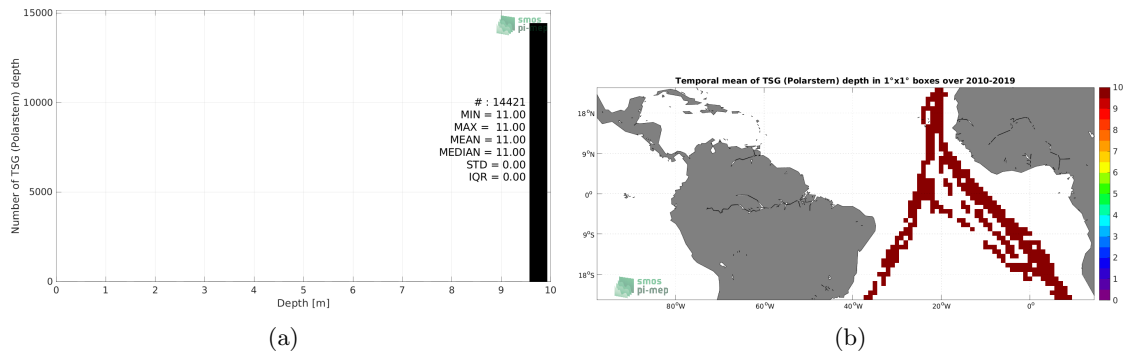 15000
10000
5000
0
Number of TSG (Polarstern) depth
smos
pi-mep
# : 14421
MIN = 11.00
MAX = 11.00
MEAN = 11.00
MEDIAN = 11.00
STD = 0.00
IQR = 0.00
0 1 2 3 4 5 6 7 8 9 10
Depth [m]
(a)
Temporal mean of TSG (Polarstern) depth in 1°x1° boxes over 2010-2019
18°N
9°N
0°
9°S
18°S
80°W 60°W 40°W 20°W 0°
smos
pi-mep
10
9
8
7
6
5
4
3
2
1
0
(b)